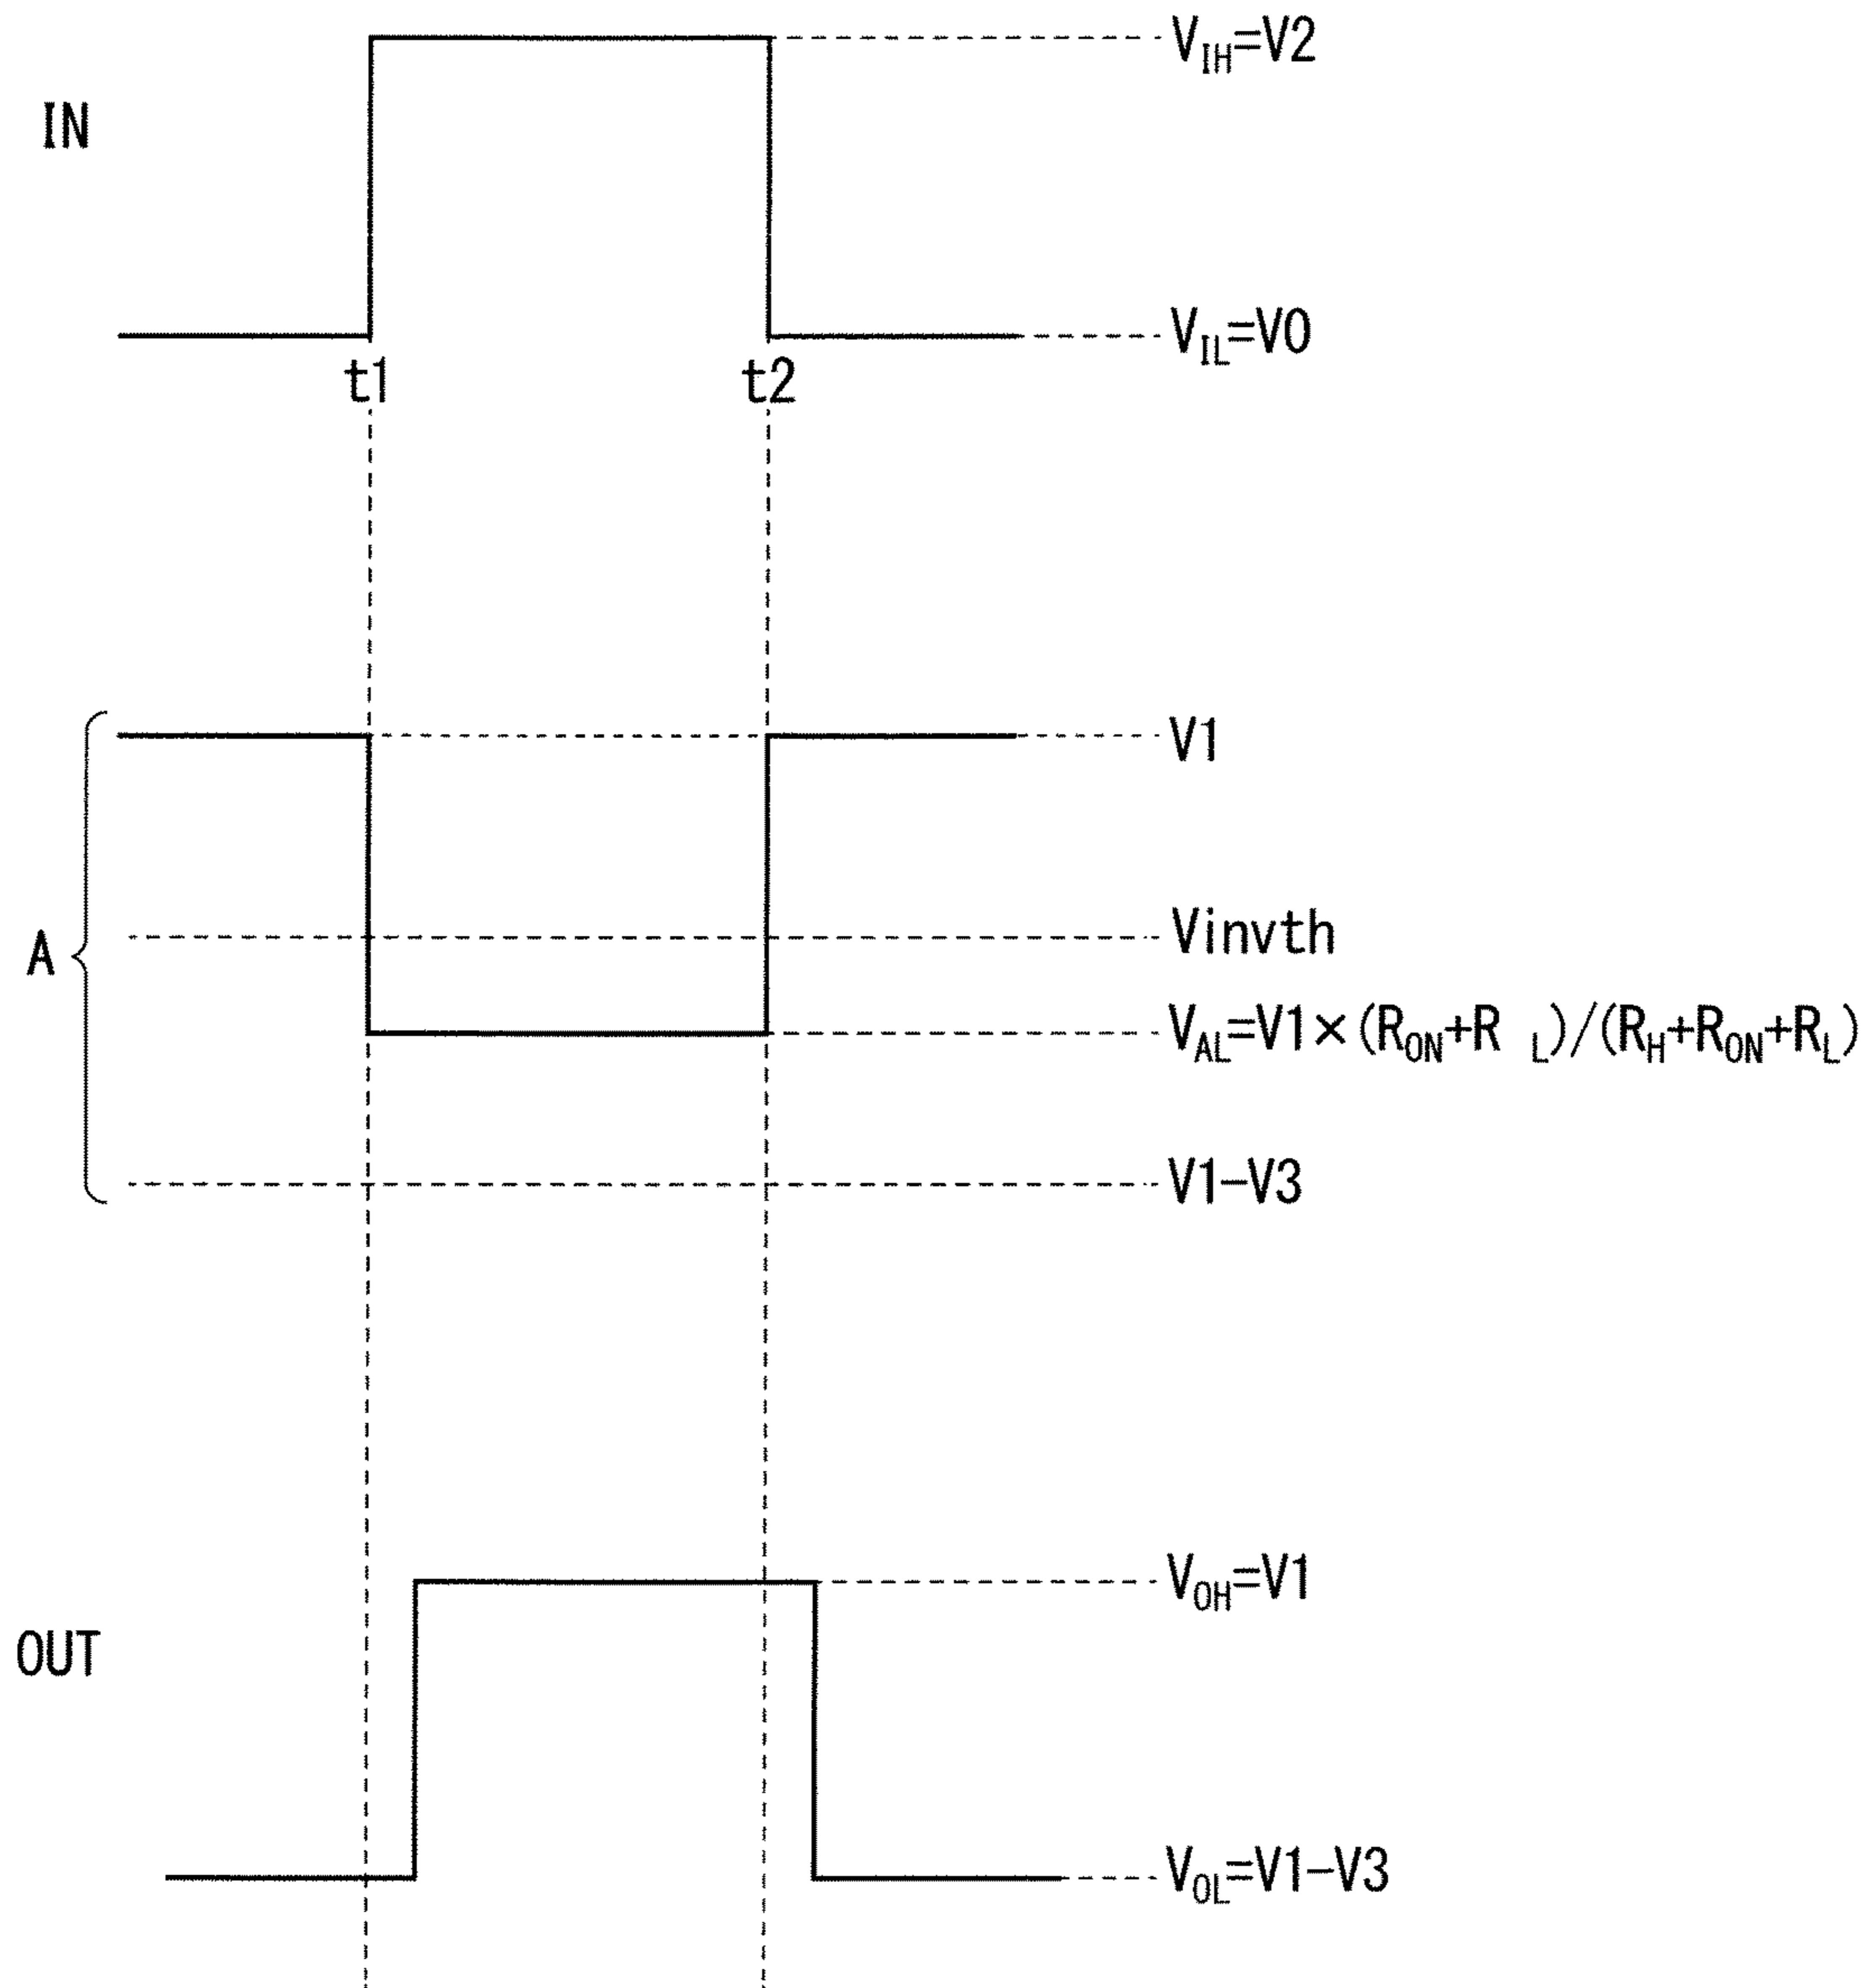 V_IH=V2
IN
V_IL=V0
t1 t2
V1
Vinvth
A
V_AL=V1×(R_ON+R L)/(R_H+R_ON+R_L)
V1-V3
V_OH=V1
OUT
V_OL=V1-V3